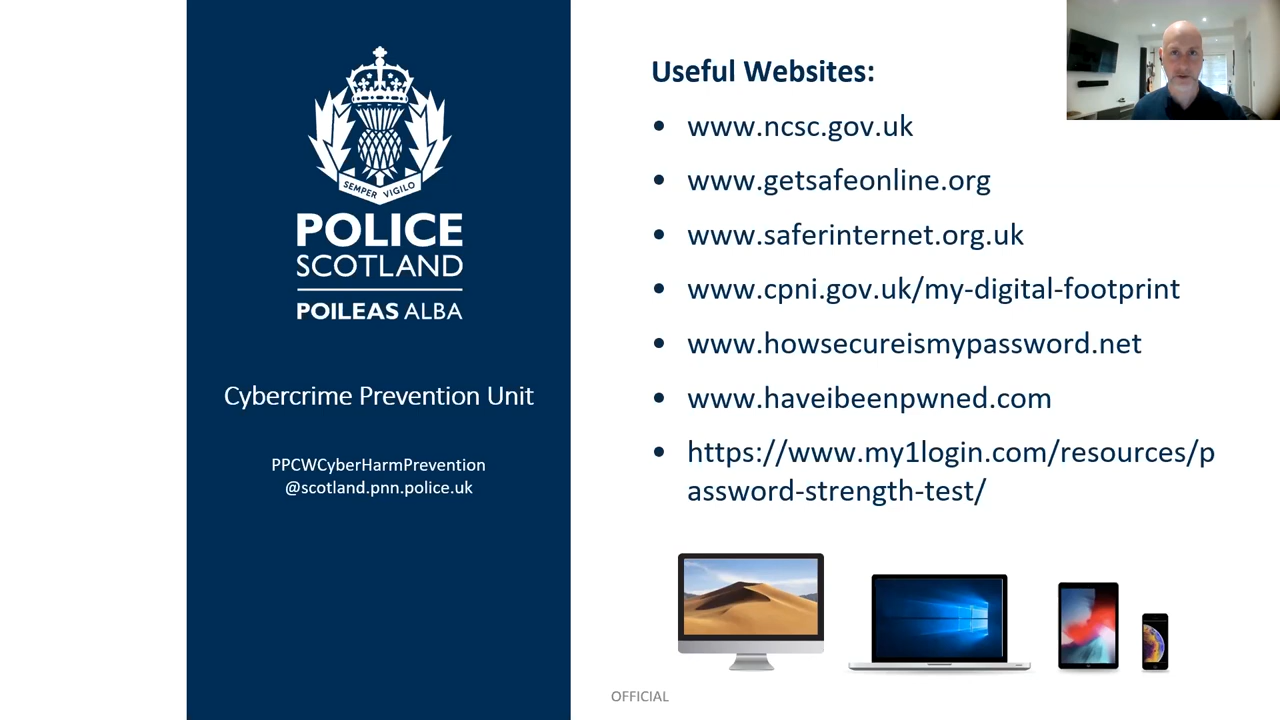 SEMPER VIGILO
POLICE
SCOTLAND
POILEAS ALBA
Cybercrime Prevention Unit
PPCWCyberHarmPrevention
@scotland.pnn.police.uk
Useful Websites:
• www.ncsc.gov.uk
• www.getsafeonline.org
• www.saferinternet.org.uk
• www.cpni.gov.uk/my-digital-footprint
• www.howsecureismypassword.net
• www.haveibeenpwned.com
• https://www.my1login.com/resources/p
assword-strength-test/
OFFICIAL